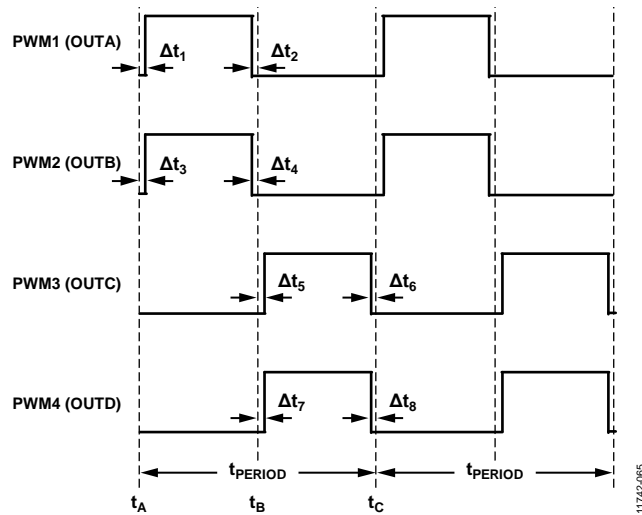 PWM1 (OUTA)
Δt1
Δt2
PWM2 (OUTB)
Δt3
Δt4
PWM3 (OUTC)
Δt5
Δt6
PWM4 (OUTD)
Δt7
Δt8
tPERIOD
tPERIOD
tA
tB
tC
11742-065